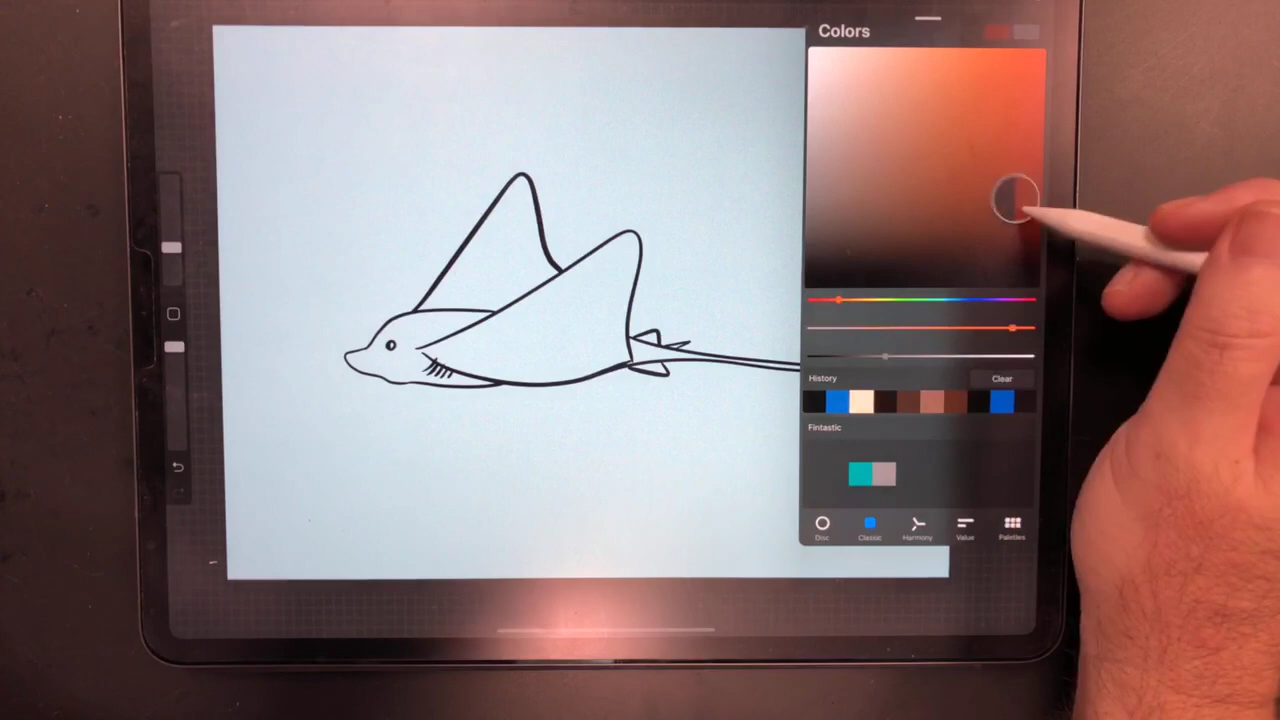 Colors
History
Clear
Fintastic
Disc
Classic
Harmony
Value
Palettes